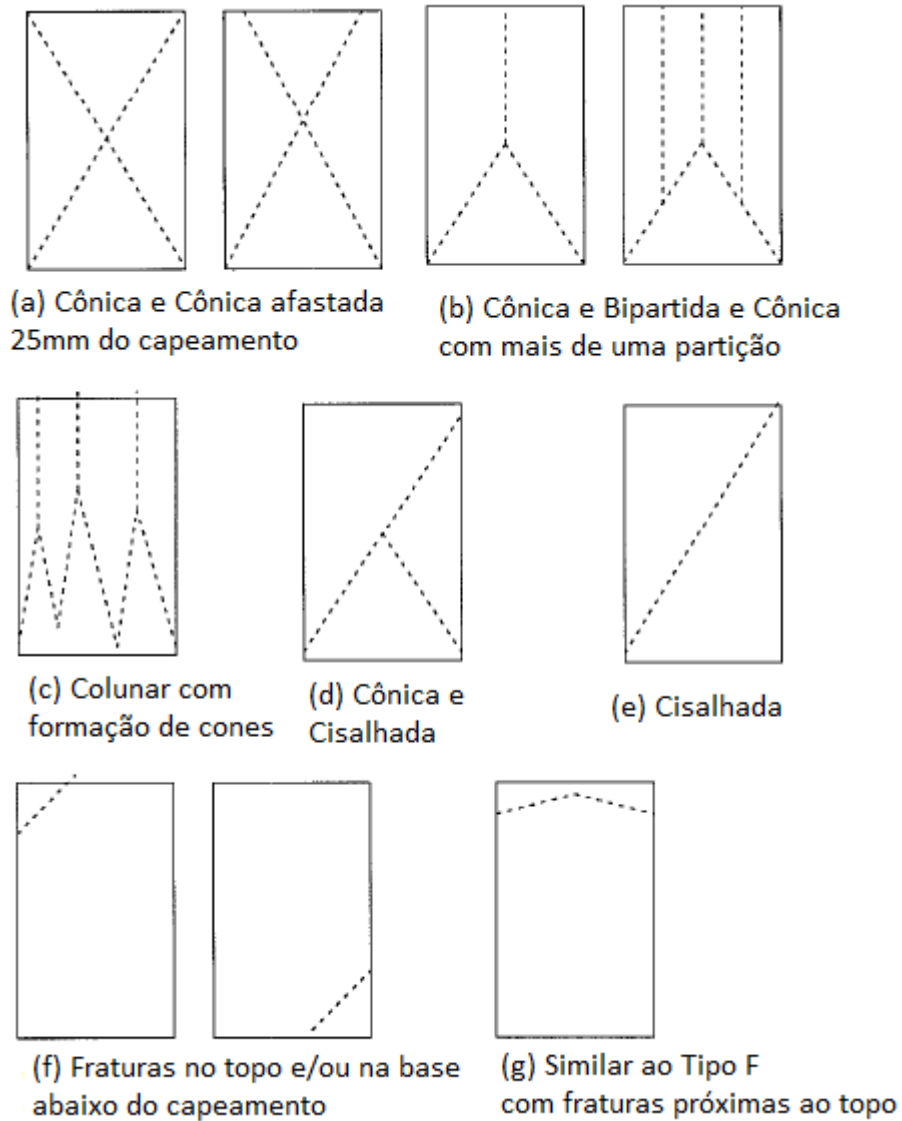 (a) Cônica e Cônica afastada
25mm do capeamento
(b) Cônica e Bipartida e Cônica
com mais de uma partição
(c) Colunar com
formação de cones
(d) Cônica e
Cisalhada
(e) Cisalhada
(f) Fraturas no topo e/ou na base
abaixo do capeamento
(g) Similar ao Tipo F
com fraturas próximas ao topo